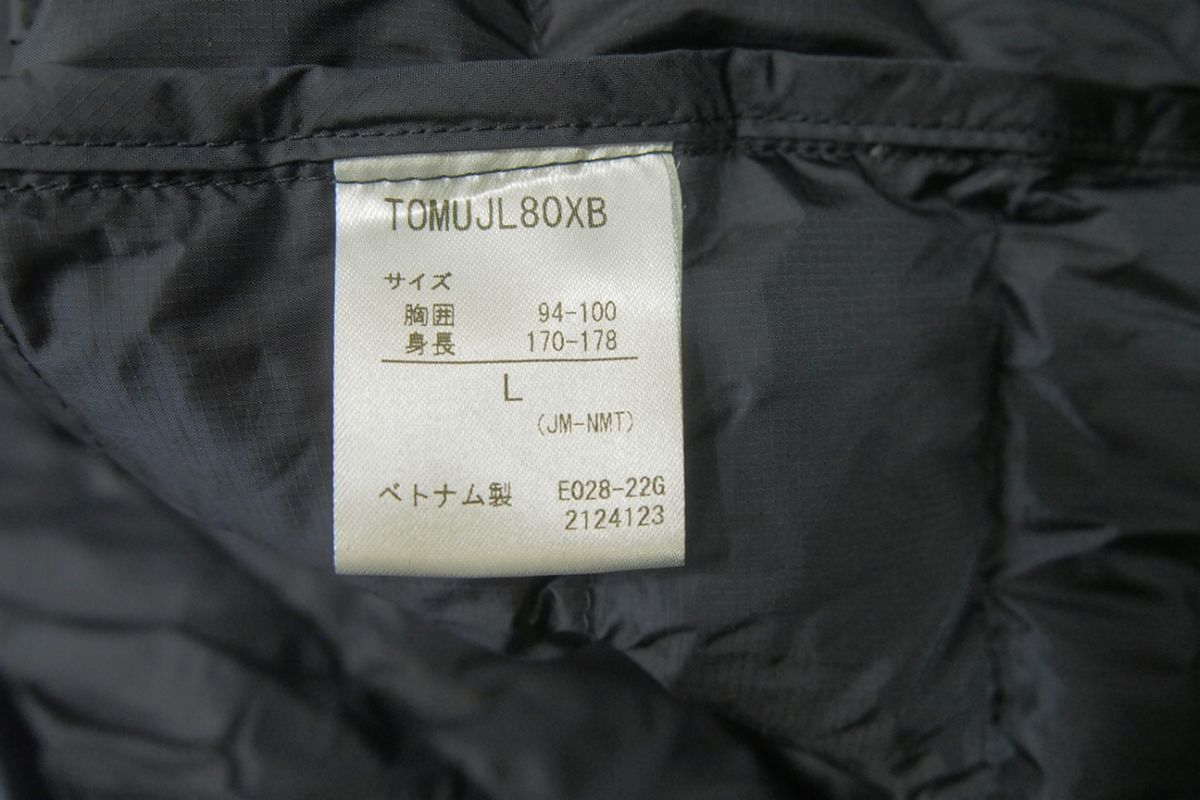 TOMUJL80XB
サイズ
胸囲 94-100
身長 170-178
L
(JM-NMT)
ベトナム製 E028-22G
2124123